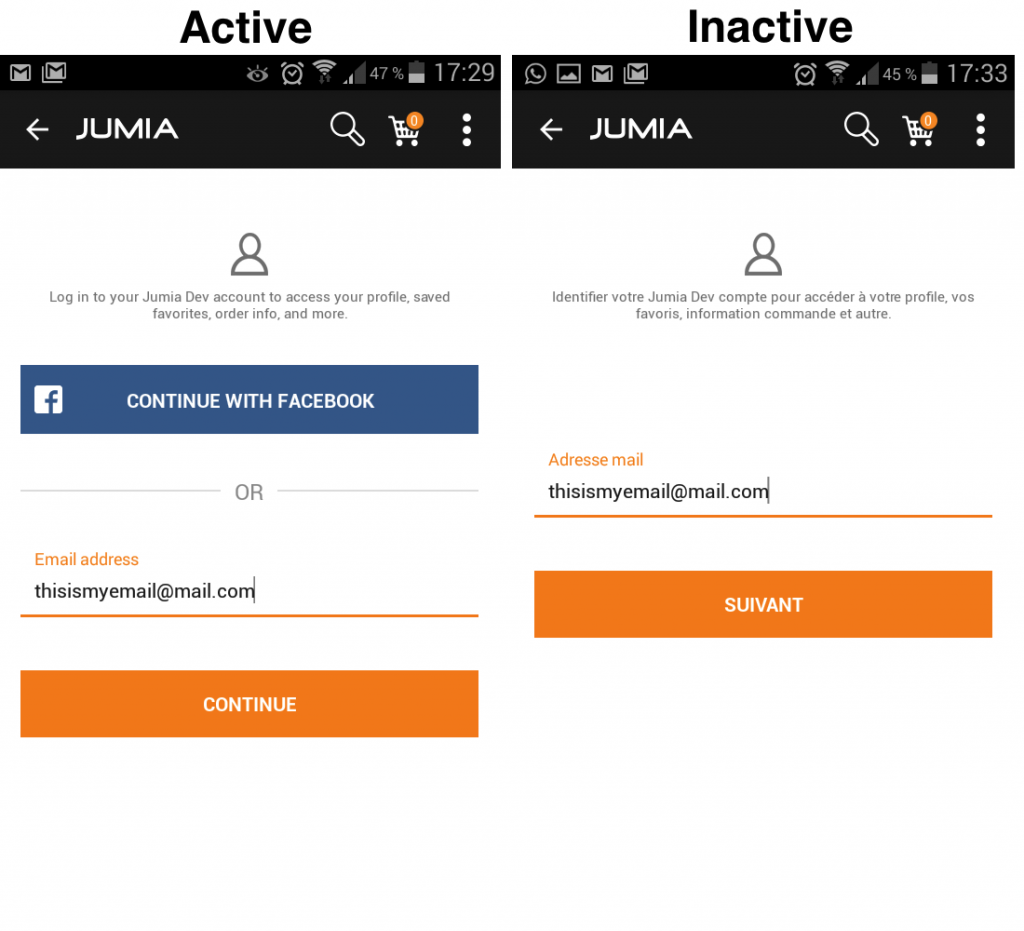 Active
47 % 17:29
JUMIA
0
Log in to your Jumia Dev account to access your profile, saved
favorites, order info, and more.
CONTINUE WITH FACEBOOK
OR
Email address
thisismyemail@mail.com
CONTINUE
Inactive
45 % 17:33
JUMIA
0
Identifier votre Jumia Dev compte pour accéder à votre profile, vos
favoris, information commande et autre.
Adresse mail
thisismyemail@mail.com
SUIVANT